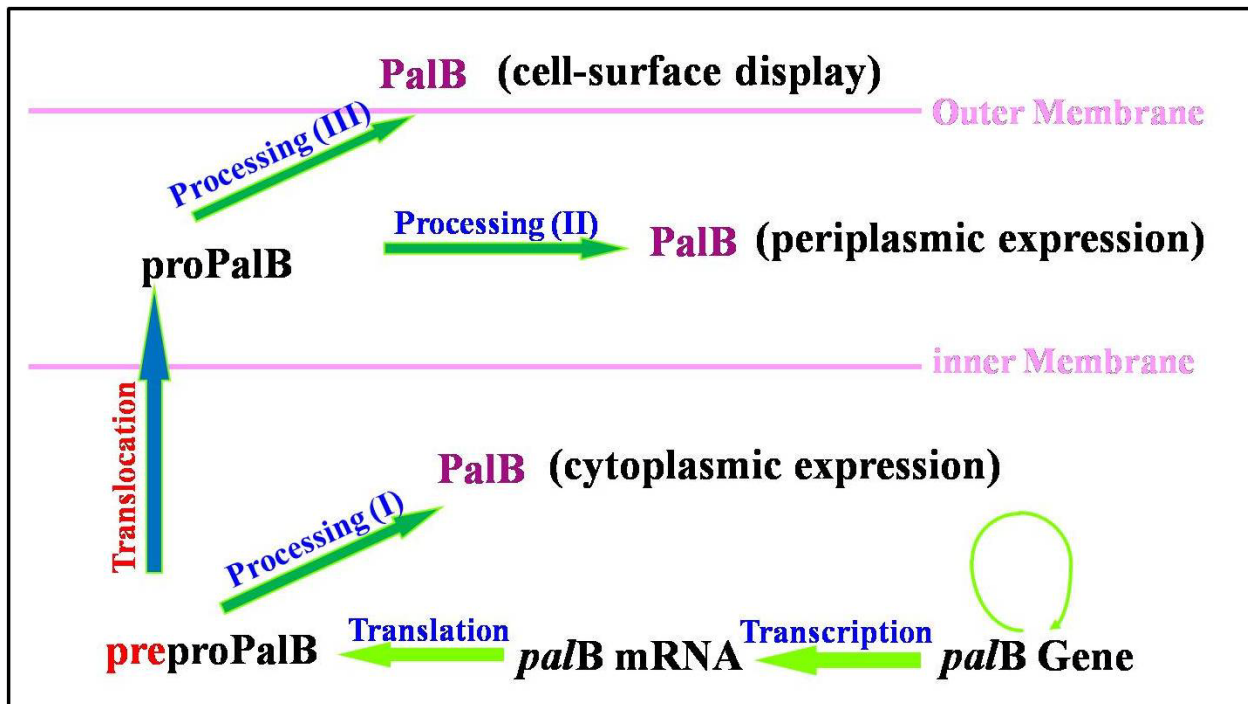 PalB (cell-surface display)
Outer Membrane
Processing (III)
Processing (II)
PalB (periplasmic expression)
proPalB
inner Membrane
Translocation
PalB (cytoplasmic expression)
Processing (I)
preproPalB
Translation
palB mRNA
Transcription
palB Gene